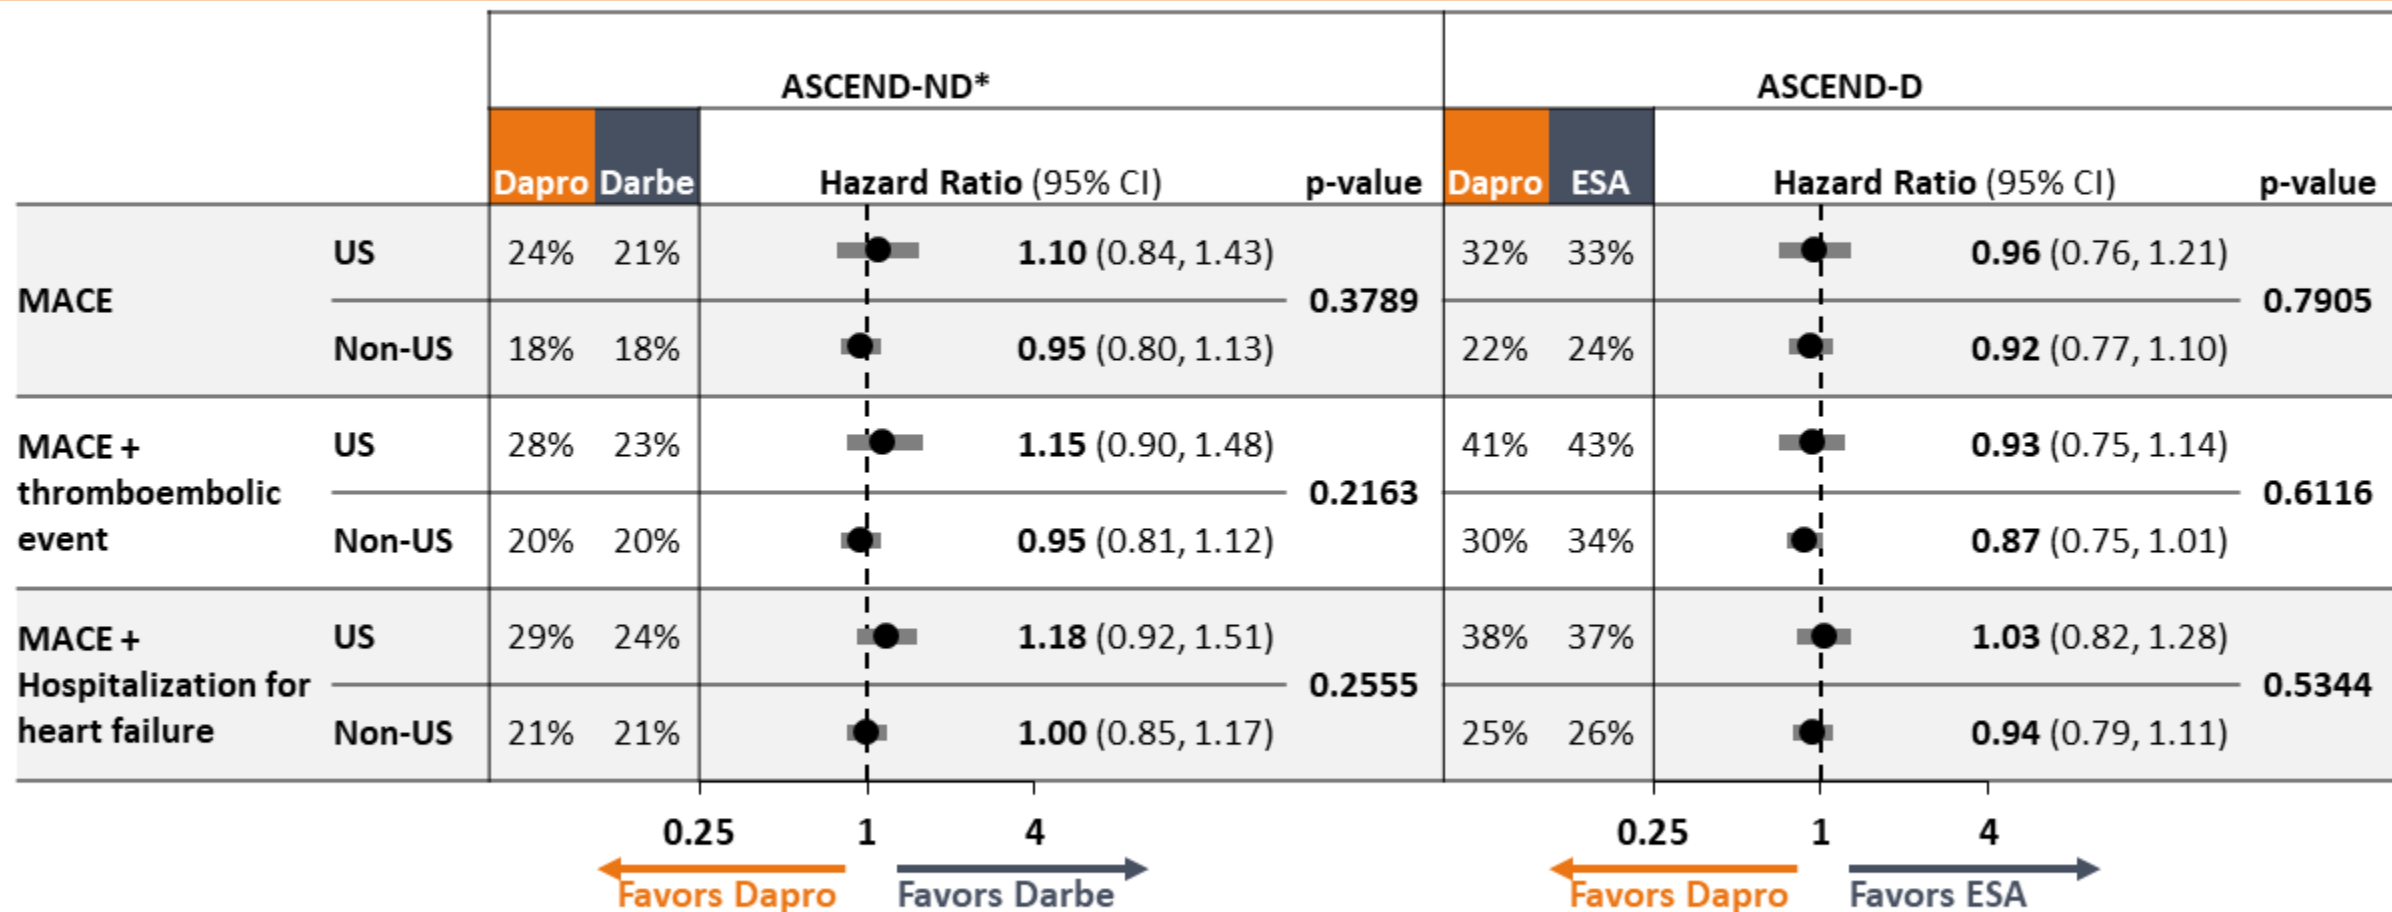 ASCEND-ND* ASCEND-D
Dapro Darbe Hazard Ratio (95% CI) p-value Dapro ESA Hazard Ratio (95% CI) p-value
MACE
US 24% 21% 1.10 (0.84, 1.43) 32% 33% 0.96 (0.76, 1.21)
0.3789 0.7905
Non-US 18% 18% 0.95 (0.80, 1.13) 22% 24% 0.92 (0.77, 1.10)
MACE +
thromboembolic
event
US 28% 23% 1.15 (0.90, 1.48) 41% 43% 0.93 (0.75, 1.14)
0.2163 0.6116
Non-US 20% 20% 0.95 (0.81, 1.12) 30% 34% 0.87 (0.75, 1.01)
MACE +
Hospitalization for
heart failure
US 29% 24% 1.18 (0.92, 1.51) 38% 37% 1.03 (0.82, 1.28)
0.2555 0.5344
Non-US 21% 21% 1.00 (0.85, 1.17) 25% 26% 0.94 (0.79, 1.11)
0.25 1 4 0.25 1 4
Favors Dapro Favors Darbe Favors Dapro Favors ESA